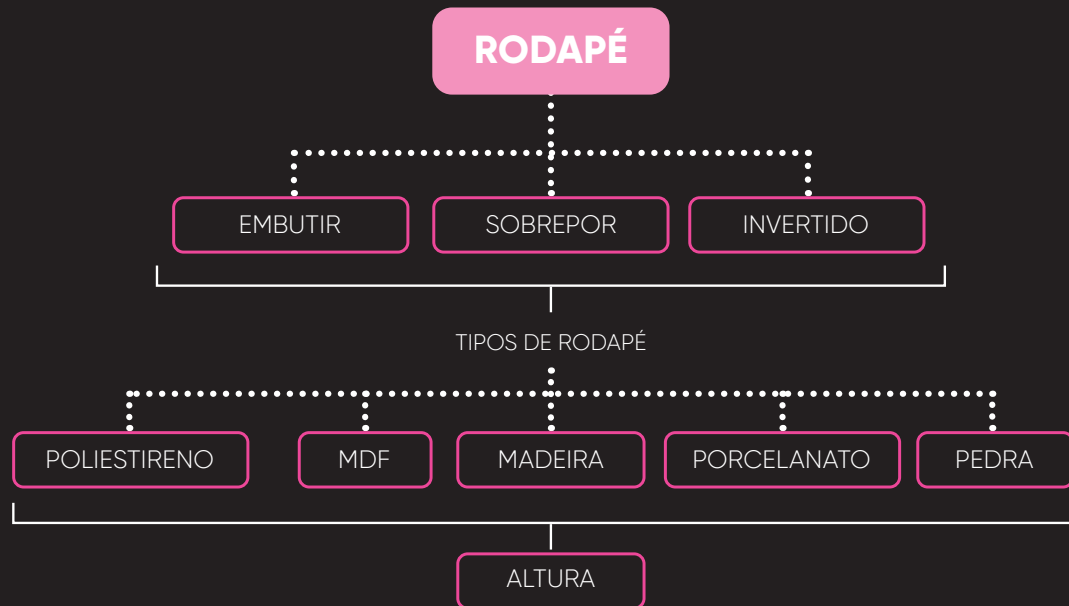 RODAPÉ
EMBUTIR
SOBREPOR
INVERTIDO
TIPOS DE RODAPÉ
POLIESTIRENO
MDF
MADEIRA
PORCELANATO
PEDRA
ALTURA